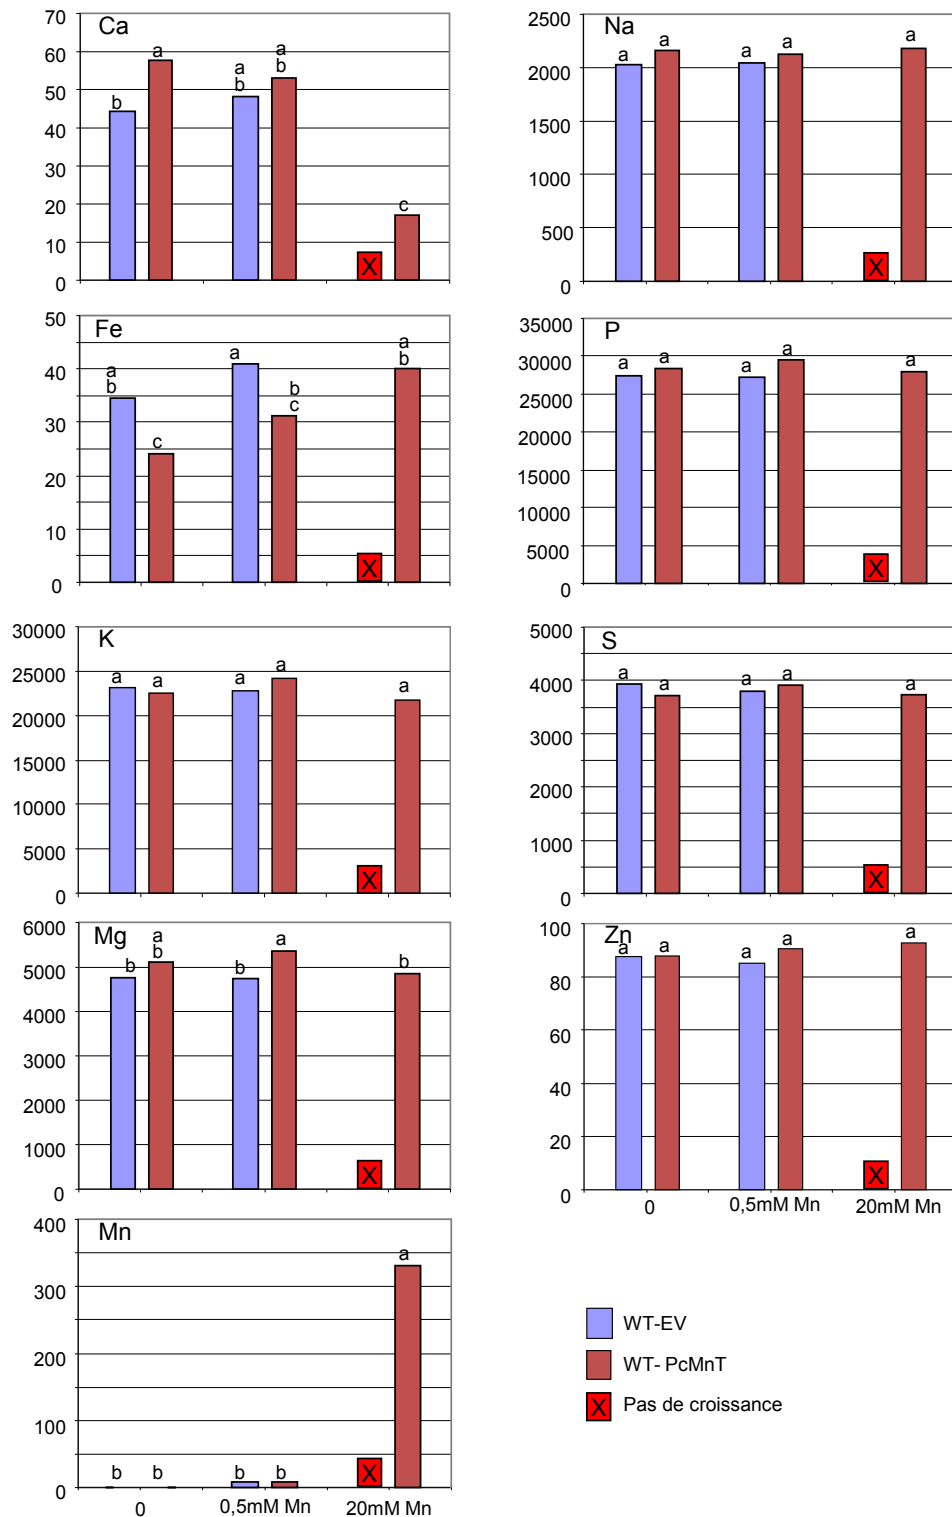 Ca
70
60
50
40
30
20
10
0
b
a
a
b
a
b
X
c
Na
2500
2000
1500
1000
500
0
a
a
a
a
X
a
Fe
50
40
30
20
10
0
a
b
c
a
b
c
X
a
b
P
35000
30000
25000
20000
15000
10000
5000
0
a
a
a
a
X
a
K
30000
25000
20000
15000
10000
5000
0
a
a
a
a
X
a
S
5000
4000
3000
2000
1000
0
a
a
a
a
X
a
Mg
6000
5000
4000
3000
2000
1000
0
b
a
b
b
a
X
b
Zn
100
80
60
40
20
0
a
a
a
a
X
a
0 0,5mM Mn 20mM Mn
Mn
400
300
200
100
0
b
b
b
b
X
a
0 0,5mM Mn 20mM Mn
WT-EV
WT- PcMnT
X Pas de croissance